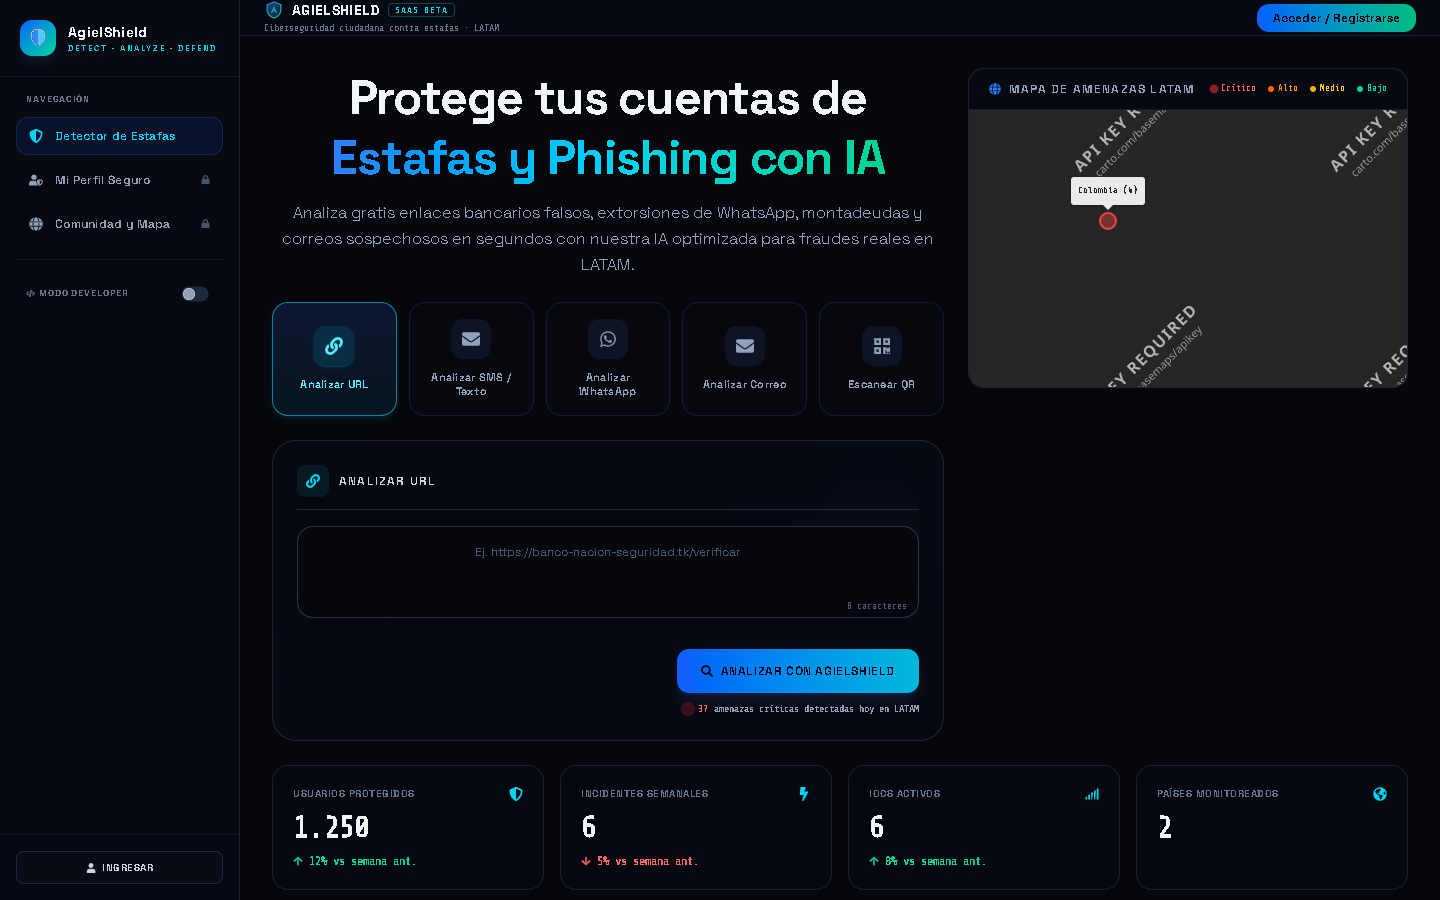 AgielShield
DETECT · ANALYZE · DEFEND
NAVEGACIÓN
Detector de Estafas
Mi Perfil Seguro
Comunidad y Mapa
</> MODO DEVELOPER
INGRESAR
AGIELSHIELD SAAS BETA
Ciberseguridad ciudadana contra estafas · LATAM
Acceder / Registrarse
Protege tus cuentas de
Estafas y Phishing con IA
Analiza gratis enlaces bancarios falsos, extorsiones de WhatsApp, montadeudas y
correos sospechosos en segundos con nuestra IA optimizada para fraudes reales en
LATAM.
Analizar URL
Analizar SMS /
Texto
Analizar
WhatsApp
Analizar Correo
Escanear QR
ANALIZAR URL
Ej. https://banco-nacion-seguridad.tk/verificar
0 caracteres
ANALIZAR CON AGIELSHIELD
37 amenazas críticas detectadas hoy en LATAM
MAPA DE AMENAZAS LATAM
Crítico
Alto
Medio
Bajo
API KEY R
carto.com/basem
API KEY R
carto.com/base
Colombia (4)
EY REQUIRED
asemaps/apikey
EY REQ
USUARIOS PROTEGIDOS
1.250
↑ 12% vs semana ant.
INCIDENTES SEMANALES
6
↓ 5% vs semana ant.
IOCS ACTIVOS
6
↑ 8% vs semana ant.
PAÍSES MONITOREADOS
2